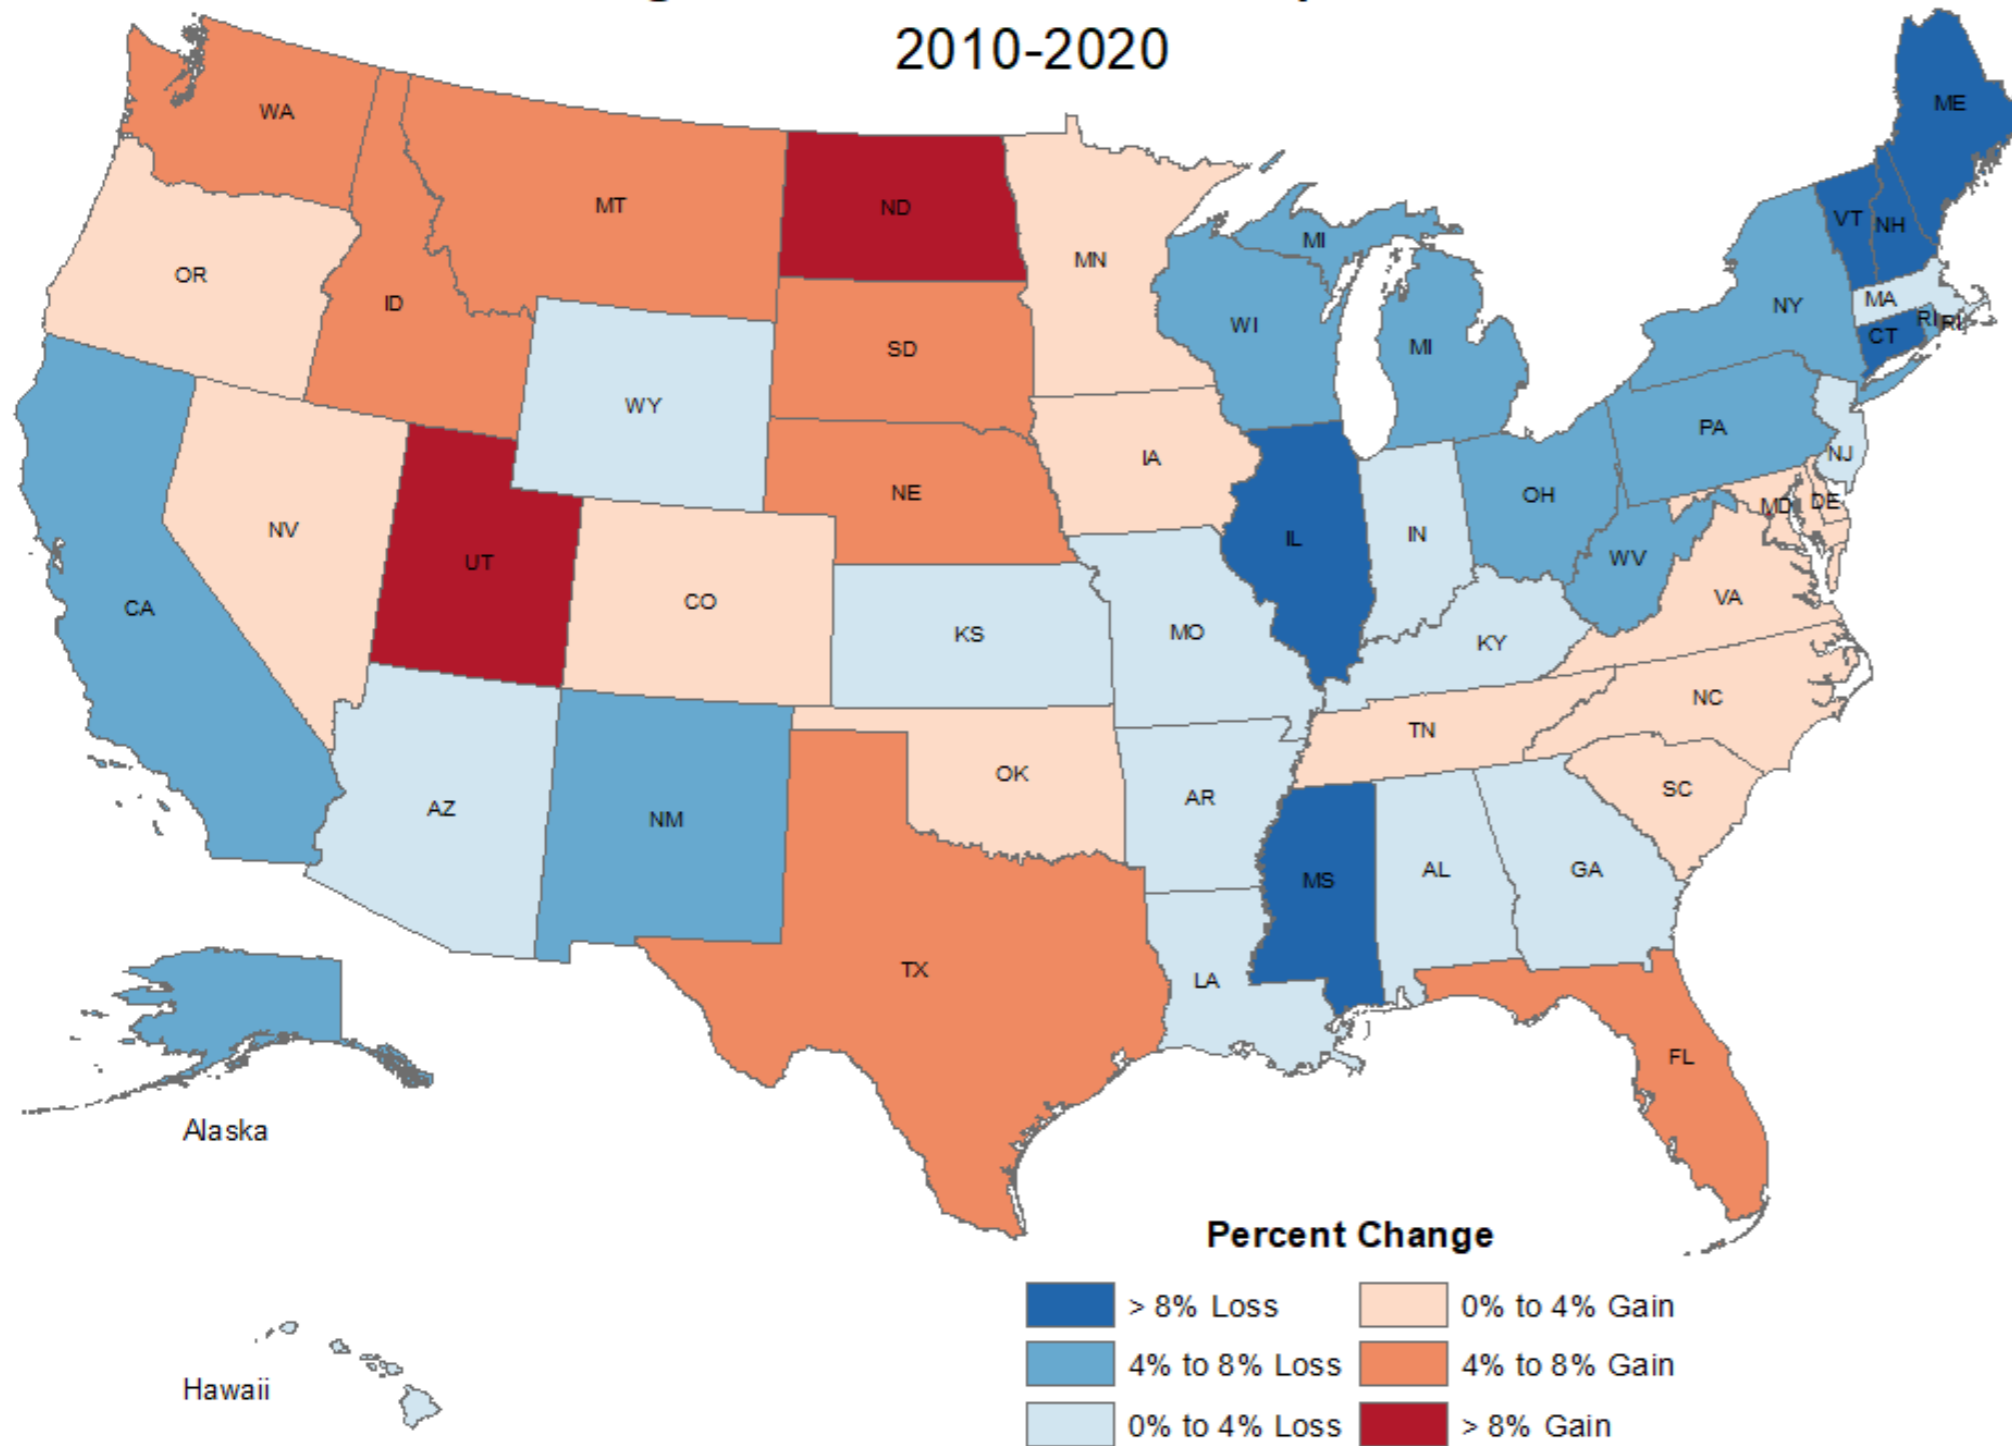 2010-2020
WA
ME
MT
ND
VT
NH
OR
MN
MI
ID
MA
NY
RI
RI
WI
CT
SD
MI
WY
PA
IA
NJ
NE
OH
MD
DE
NV
IN
IL
WV
UT
VA
CO
CA
KS
MO
KY
NC
TN
OK
SC
AR
AZ
NM
GA
AL
MS
TX
LA
FL
Alaska
Hawaii
Percent Change
> 8% Loss
0% to 4% Gain
4% to 8% Loss
4% to 8% Gain
0% to 4% Loss
> 8% Gain